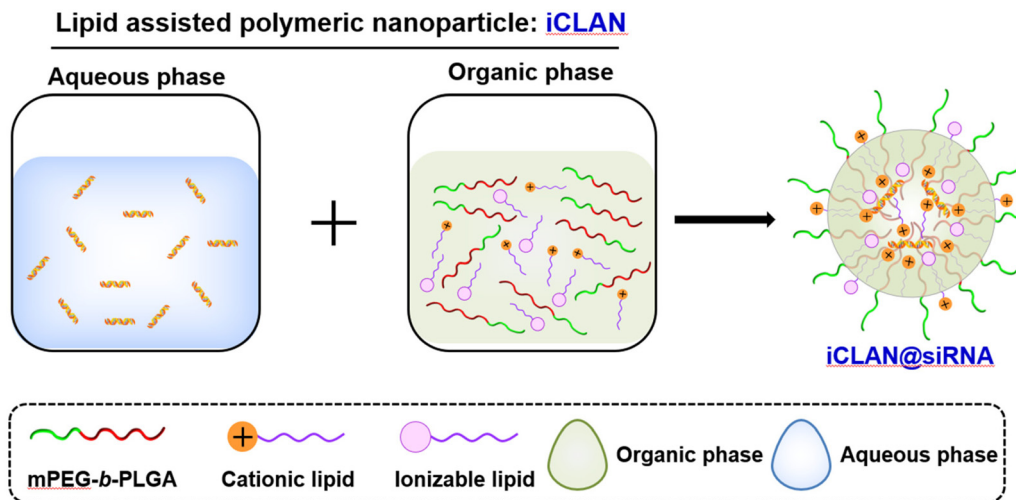 Lipid assisted polymeric nanoparticle: iCLAN
Aqueous phase
Organic phase
iCLAN@siRNA
mPEG-b-PLGA
Cationic lipid
Ionizable lipid
Organic phase
Aqueous phase